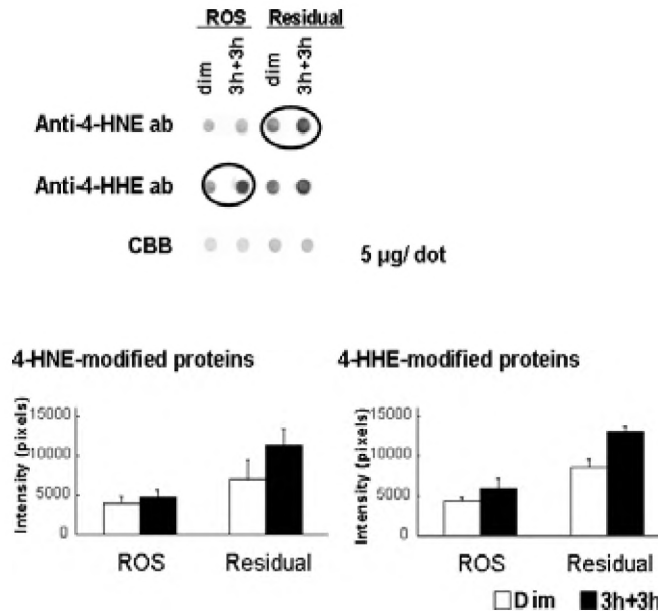 ROS Residual
dim 3h+3h dim 3h+3h
Anti-4-HNE ab
Anti-4-HHE ab
CBB
5 µg/ dot
4-HNE-modified proteins
15000
10000
5000
0
Intensity (pixels)
ROS Residual
4-HHE-modified proteins
15000
10000
5000
0
Intensity (pixels)
ROS Residual
Dim 3h+3h